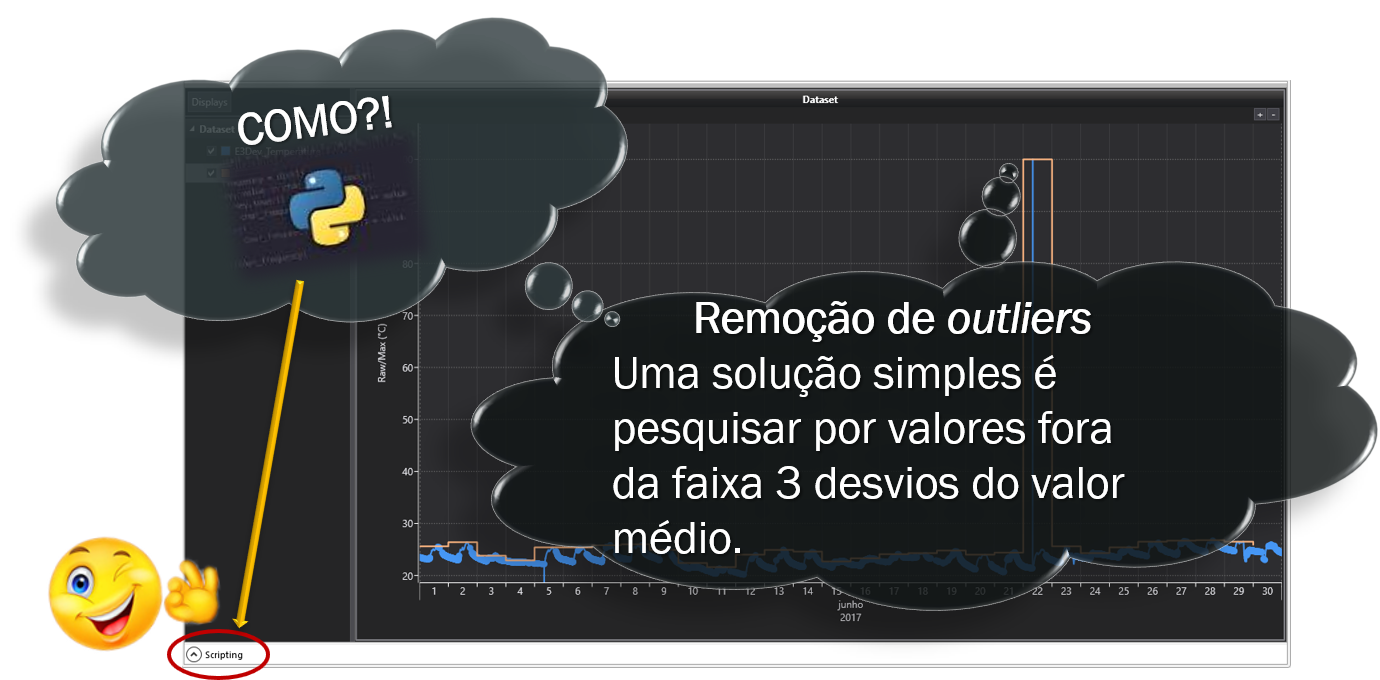 Displays
Dataset
Dataset
COMO?!
+ -
80
70
60
50
40
30
20
Raw/Max (°C)
Remoção de outliers
Uma solução simples é
pesquisar por valores fora
da faixa 3 desvios do valor
médio.
1 2 3 4 5 6 7 8 9 10 11 12 13 14 15 16 17 18 19 20 21 22 23 24 25 26 27 28 29 30
junho
2017
Scripting